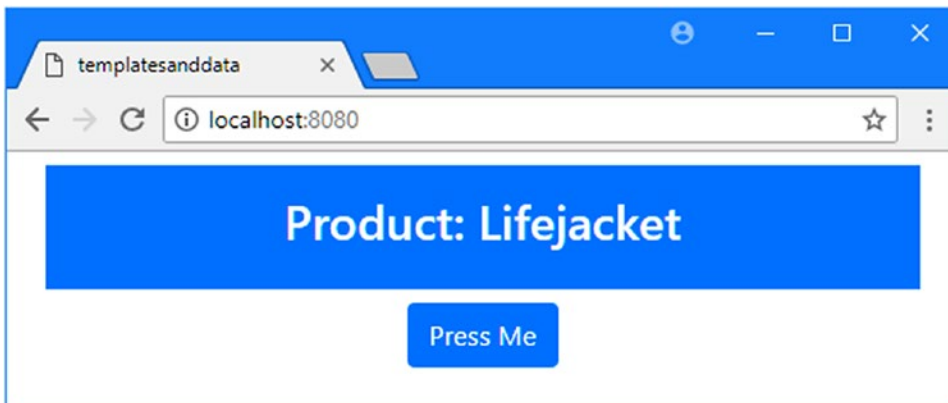 templatesanddata
localhost:8080
Product: Lifejacket
Press Me